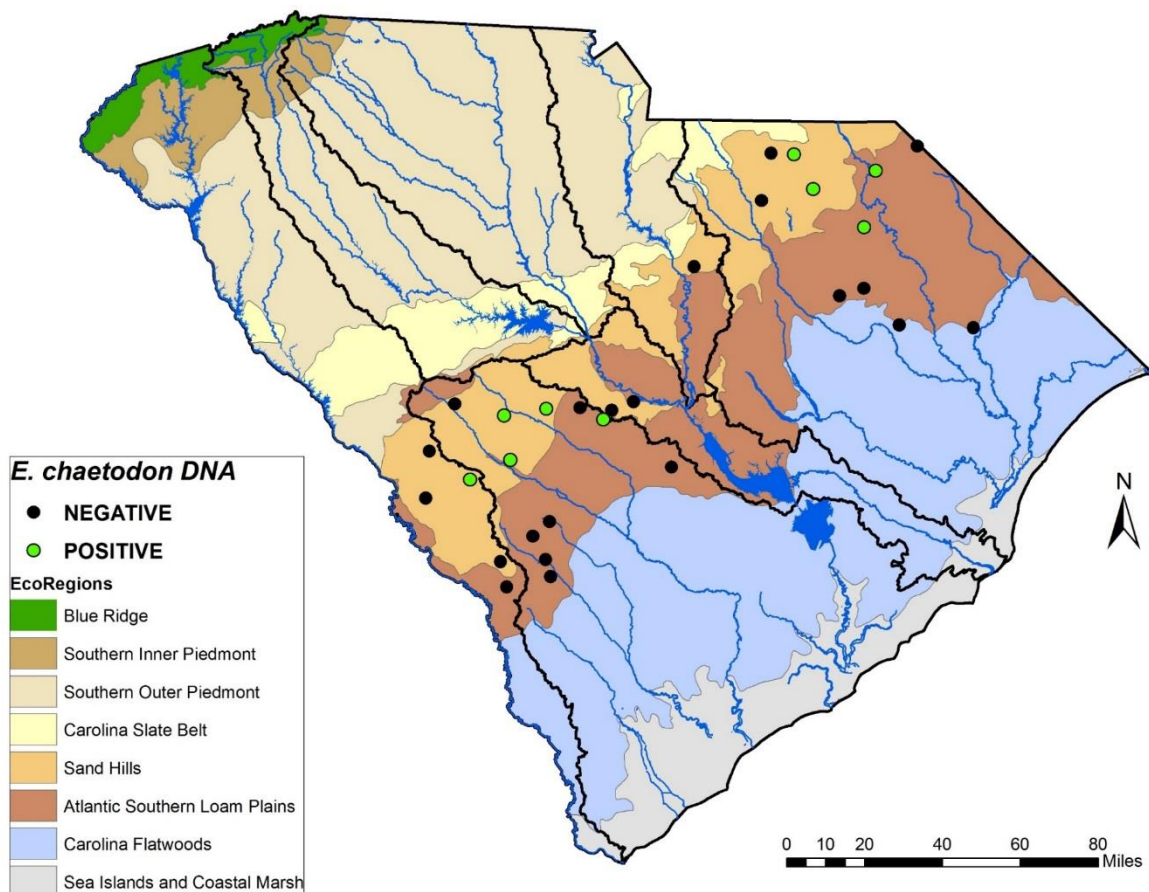 E. chaetodon DNA
NEGATIVE
POSITIVE
EcoRegions
Blue Ridge
Southern Inner Piedmont
Southern Outer Piedmont
Carolina Slate Belt
Sand Hills
Atlantic Southern Loam Plains
Carolina Flatwoods
Sea Islands and Coastal Marsh
N
0 10 20 40 60 80
Miles